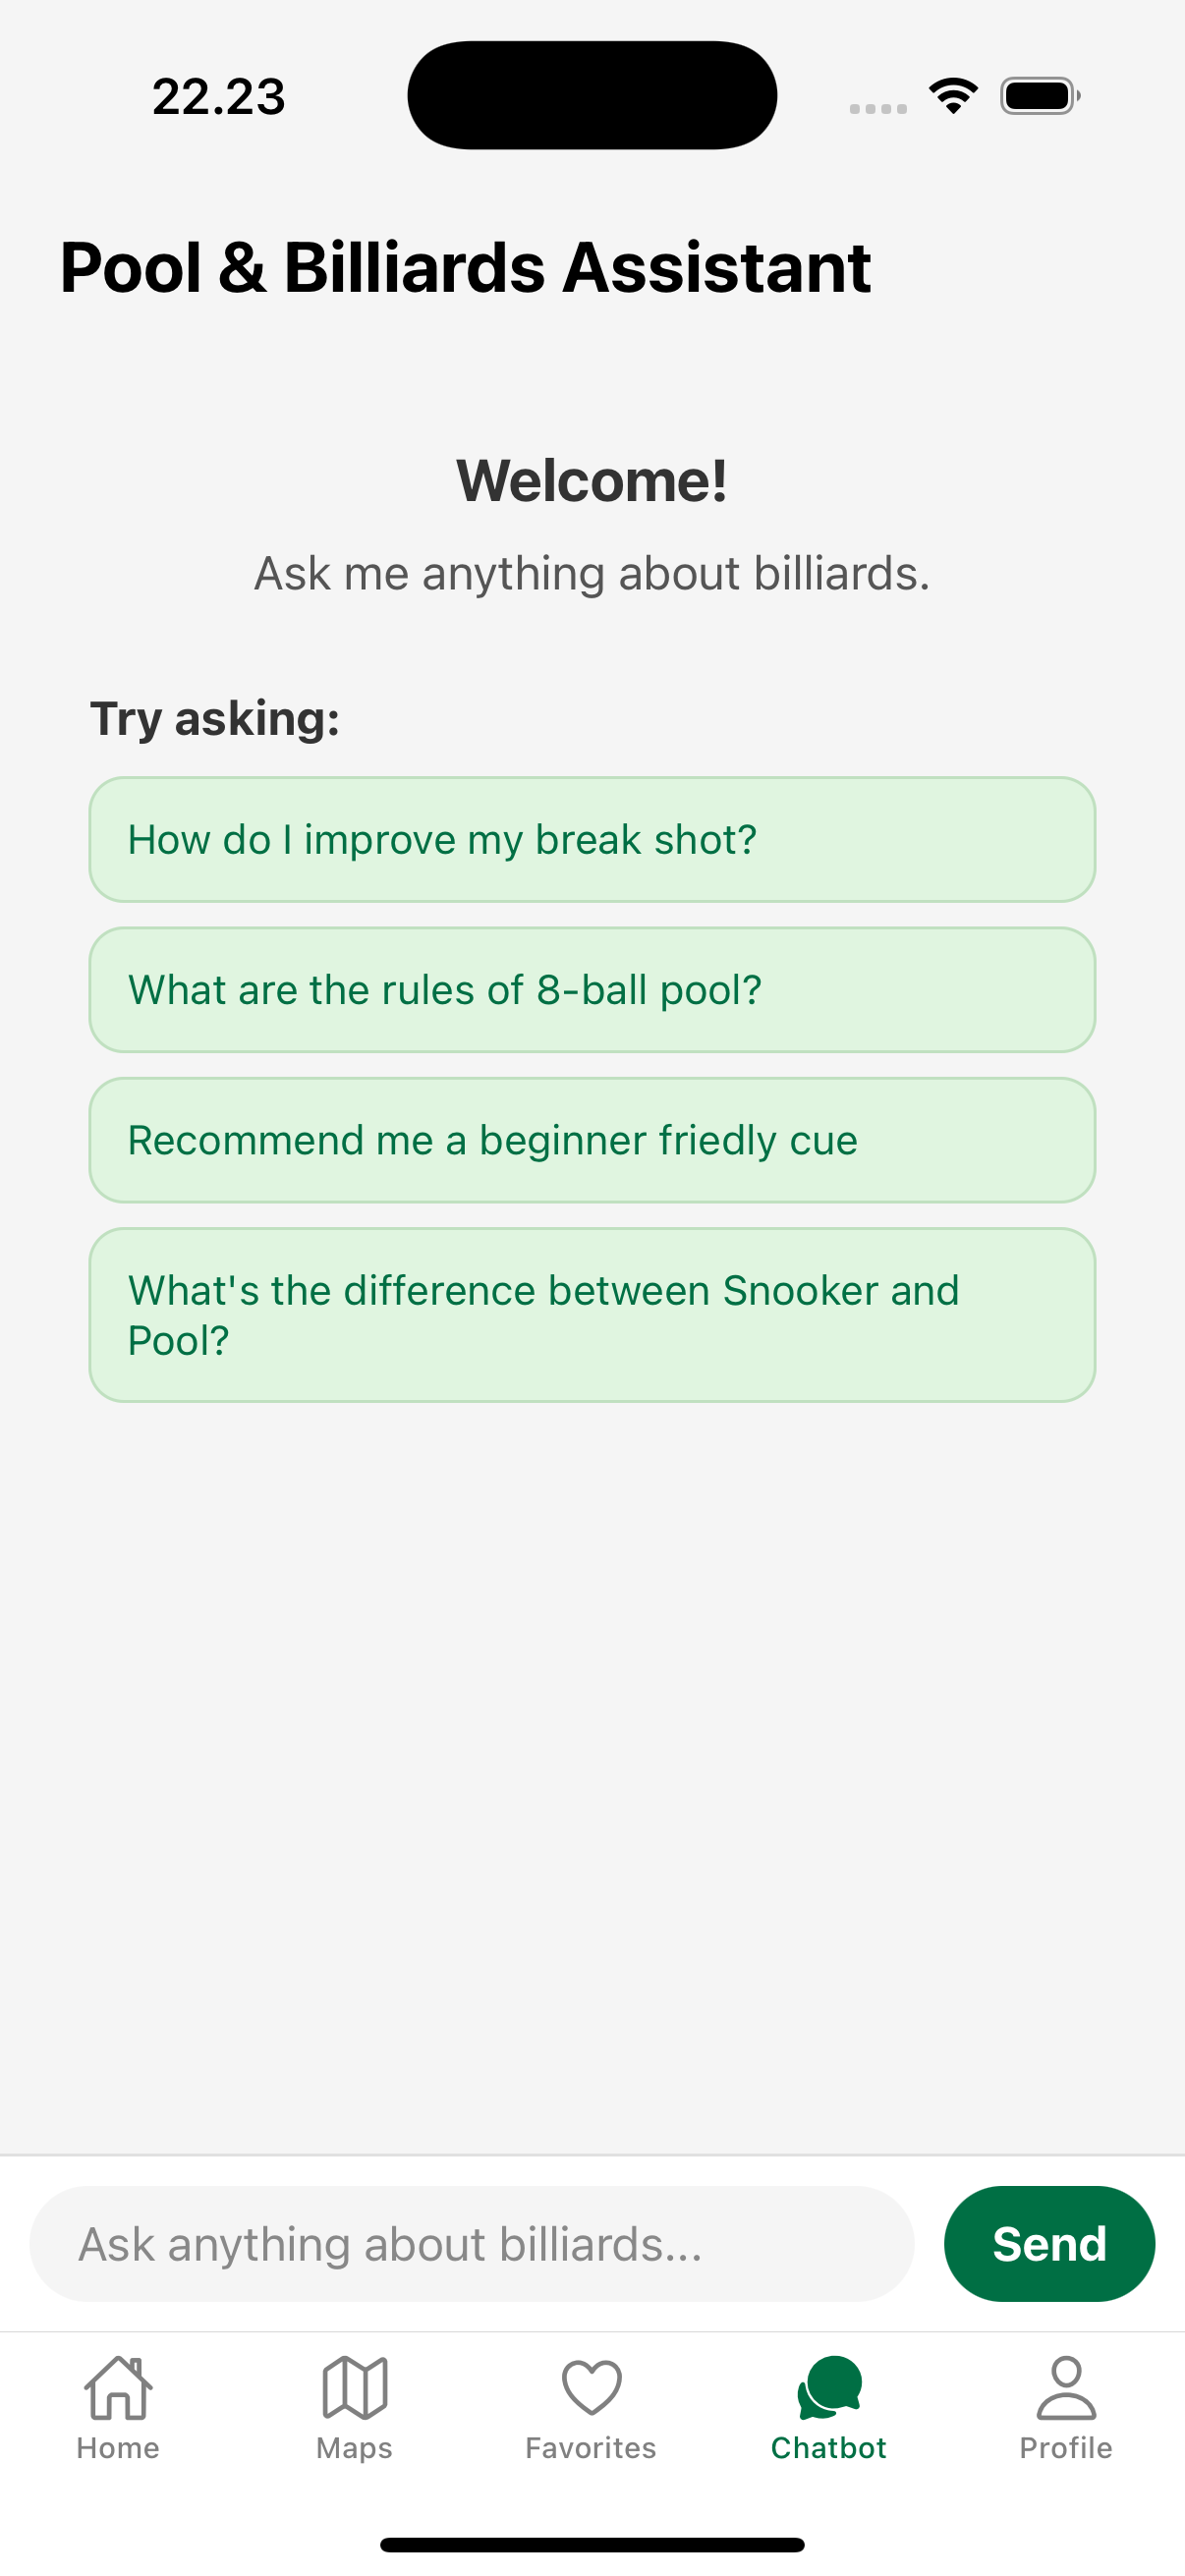 22.23
Pool & Billiards Assistant
Welcome!
Ask me anything about billiards.
Try asking:
How do I improve my break shot?
What are the rules of 8-ball pool?
Recommend me a beginner friedly cue
What's the difference between Snooker and
Pool?
Ask anything about billiards...
Send
Home
Maps
Favorites
Chatbot
Profile